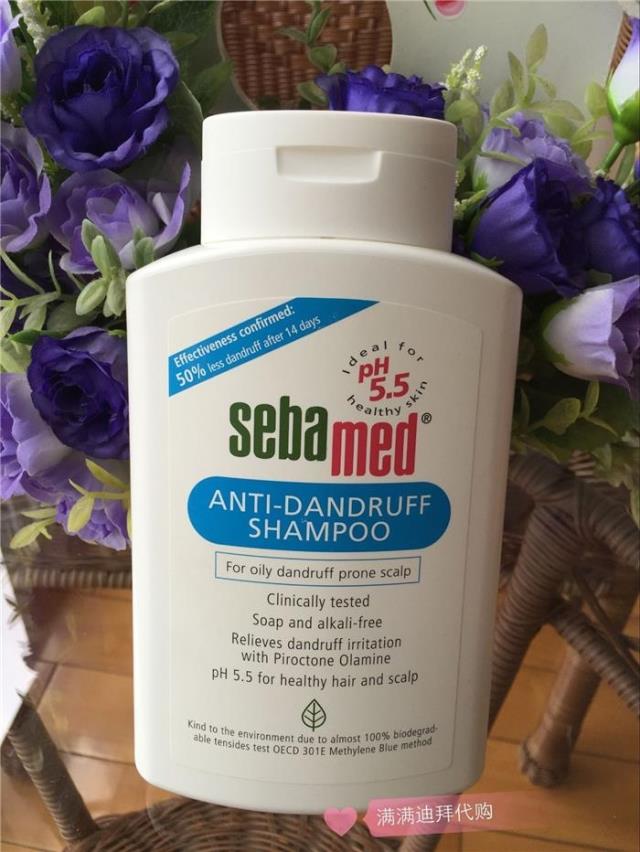 Effectiveness confirmed:
50% less dandruff after 14 days
Ideal for
pH
5.5
healthy skin
sebamed®
ANTI-DANDRUFF
SHAMPOO
For oily dandruff prone scalp
Clinically tested
Soap and alkali-free
Relieves dandruff irritation
with Piroctone Olamine
pH 5.5 for healthy hair and scalp
Kind to the environment due to almost 100% biodegrad-
able tensides test OECD 301E Methylene Blue method
满满迪拜代购